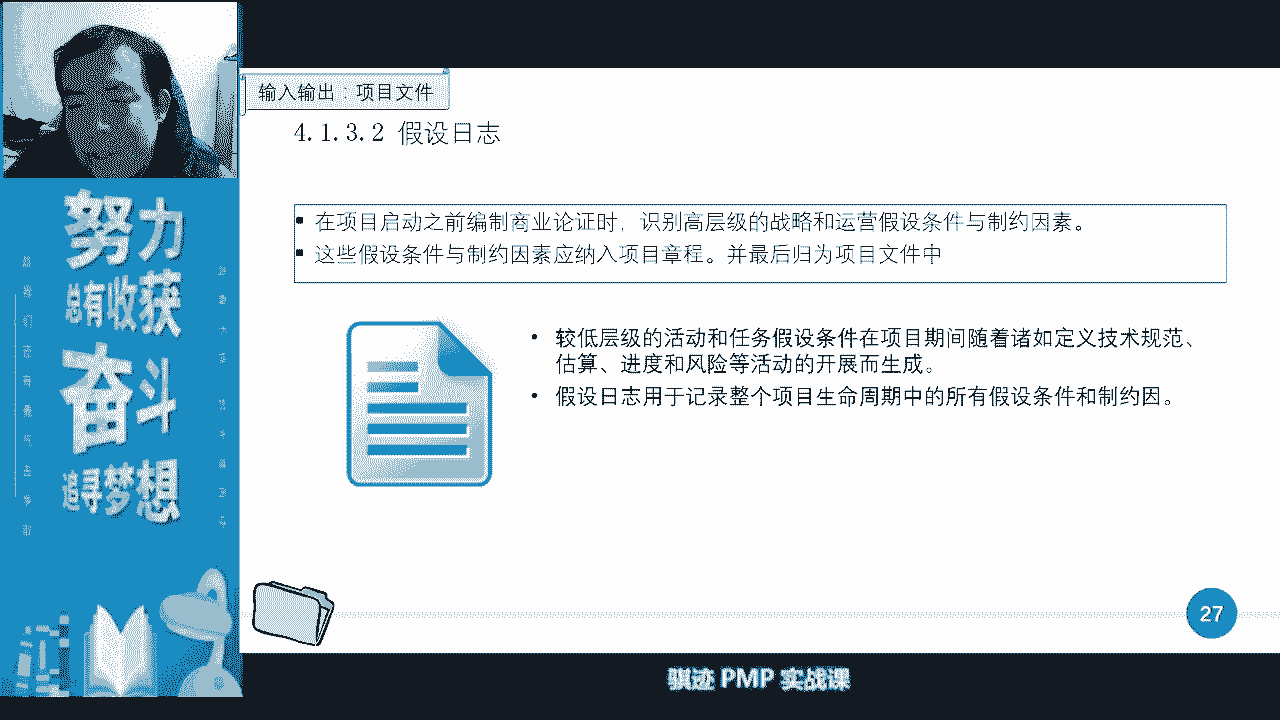 输入输出：项目文件
4.1.3.2 假设日志
▪ 在项目启动之前编制商业论证时，识别高层级的战略和运营假设条件与制约因素。
▪ 这些假设条件与制约因素应纳入项目章程。并最后归为项目文件中
• 较低层级的活动和任务假设条件在项目期间随着诸如定义技术规范、
估算、进度和风险等活动的开展而生成。
• 假设日志用于记录整个项目生命周期中的所有假设条件和制约因。
努力
总有收获
奋斗
追寻梦想
27
骐迹 PMP 实战课